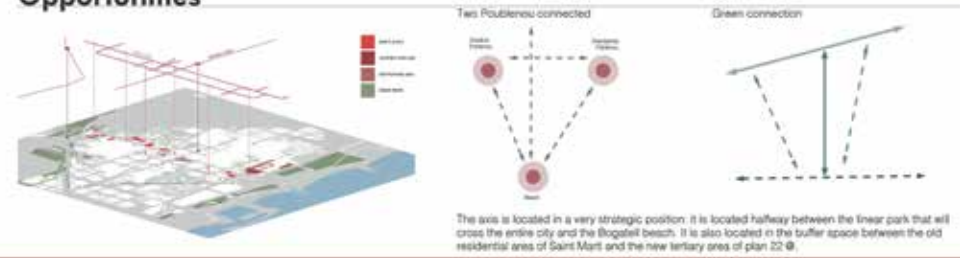 Opportunities
Two Poublenou connected
Green connection
Beach
The axis is located in a very strategic position: it is located halfway between the linear park that will
cross the entire city and the Bogatell beach. It is also located in the buffer space between the old
residential area of Saint Marti and the new tertiary area of plan 22 @.